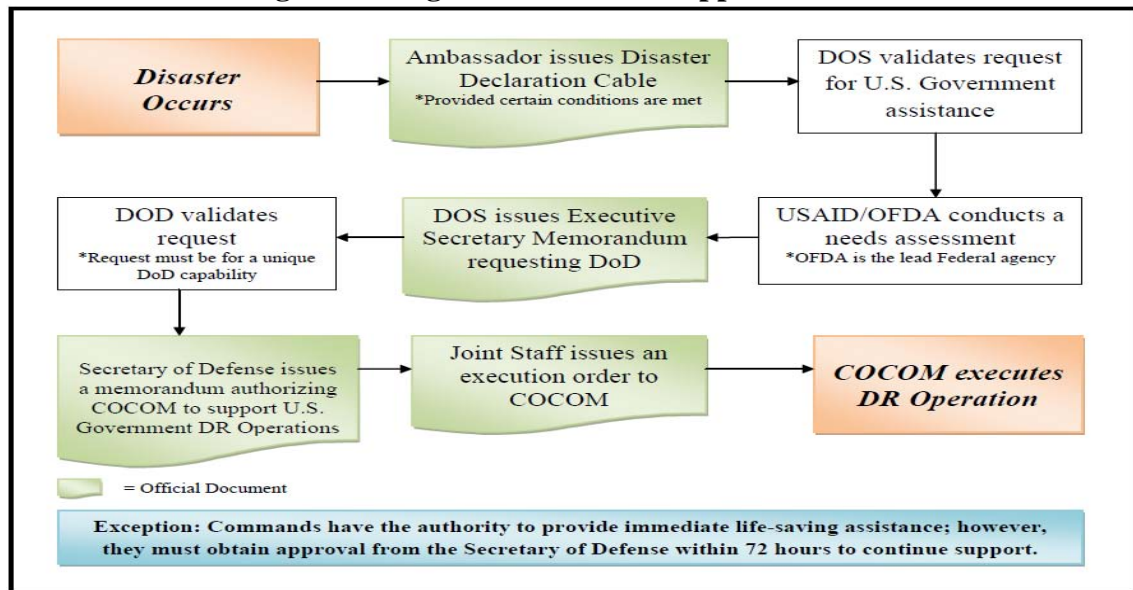 Disaster
Occurs
Ambassador issues Disaster
Declaration Cable
*Provided certain conditions are met
DOS validates request
for U.S. Government
assistance
DOD validates
request
*Request must be for a unique
DoD capability
DOS issues Executive
Secretary Memorandum
requesting DoD
USAID/OFDA conducts a
needs assessment
*OFDA is the lead Federal agency
Secretary of Defense issues
a memorandum authorizing
COCOM to support U.S.
Government DR Operations
Joint Staff issues an
execution order to
COCOM
COCOM executes
DR Operation
= Official Document
Exception: Commands have the authority to provide immediate life-saving assistance; however,
they must obtain approval from the Secretary of Defense within 72 hours to continue support.